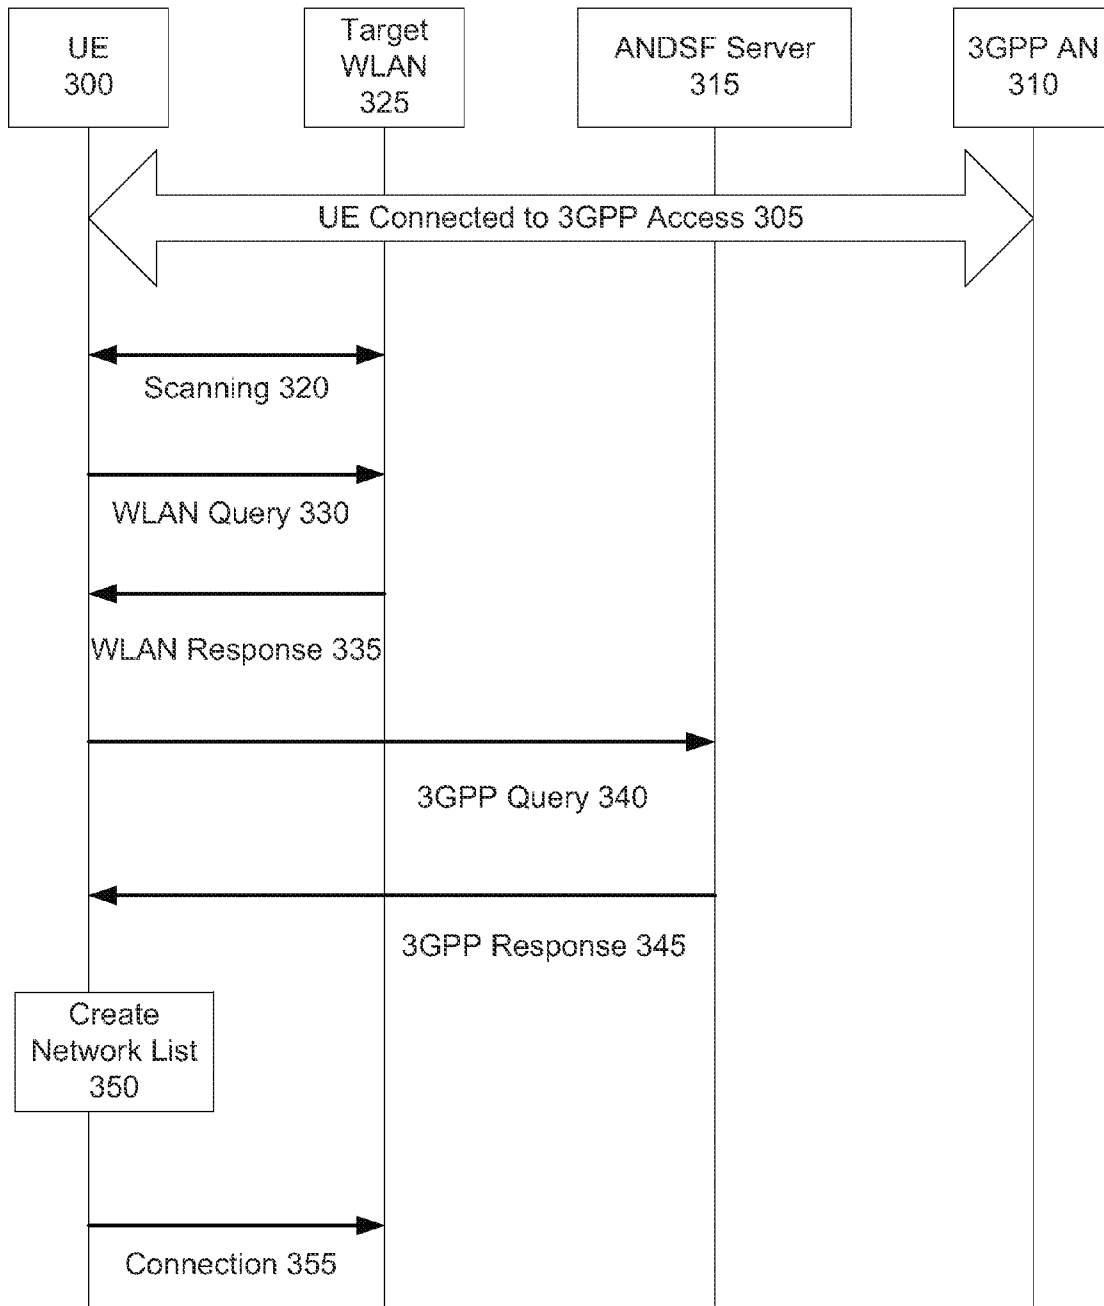 UE
300
Target
WLAN
325
ANDSF Server
315
3GPP AN
310
UE Connected to 3GPP Access 305
Scanning 320
WLAN Query 330
WLAN Response 335
3GPP Query 340
3GPP Response 345
Create
Network List
350
Connection 355